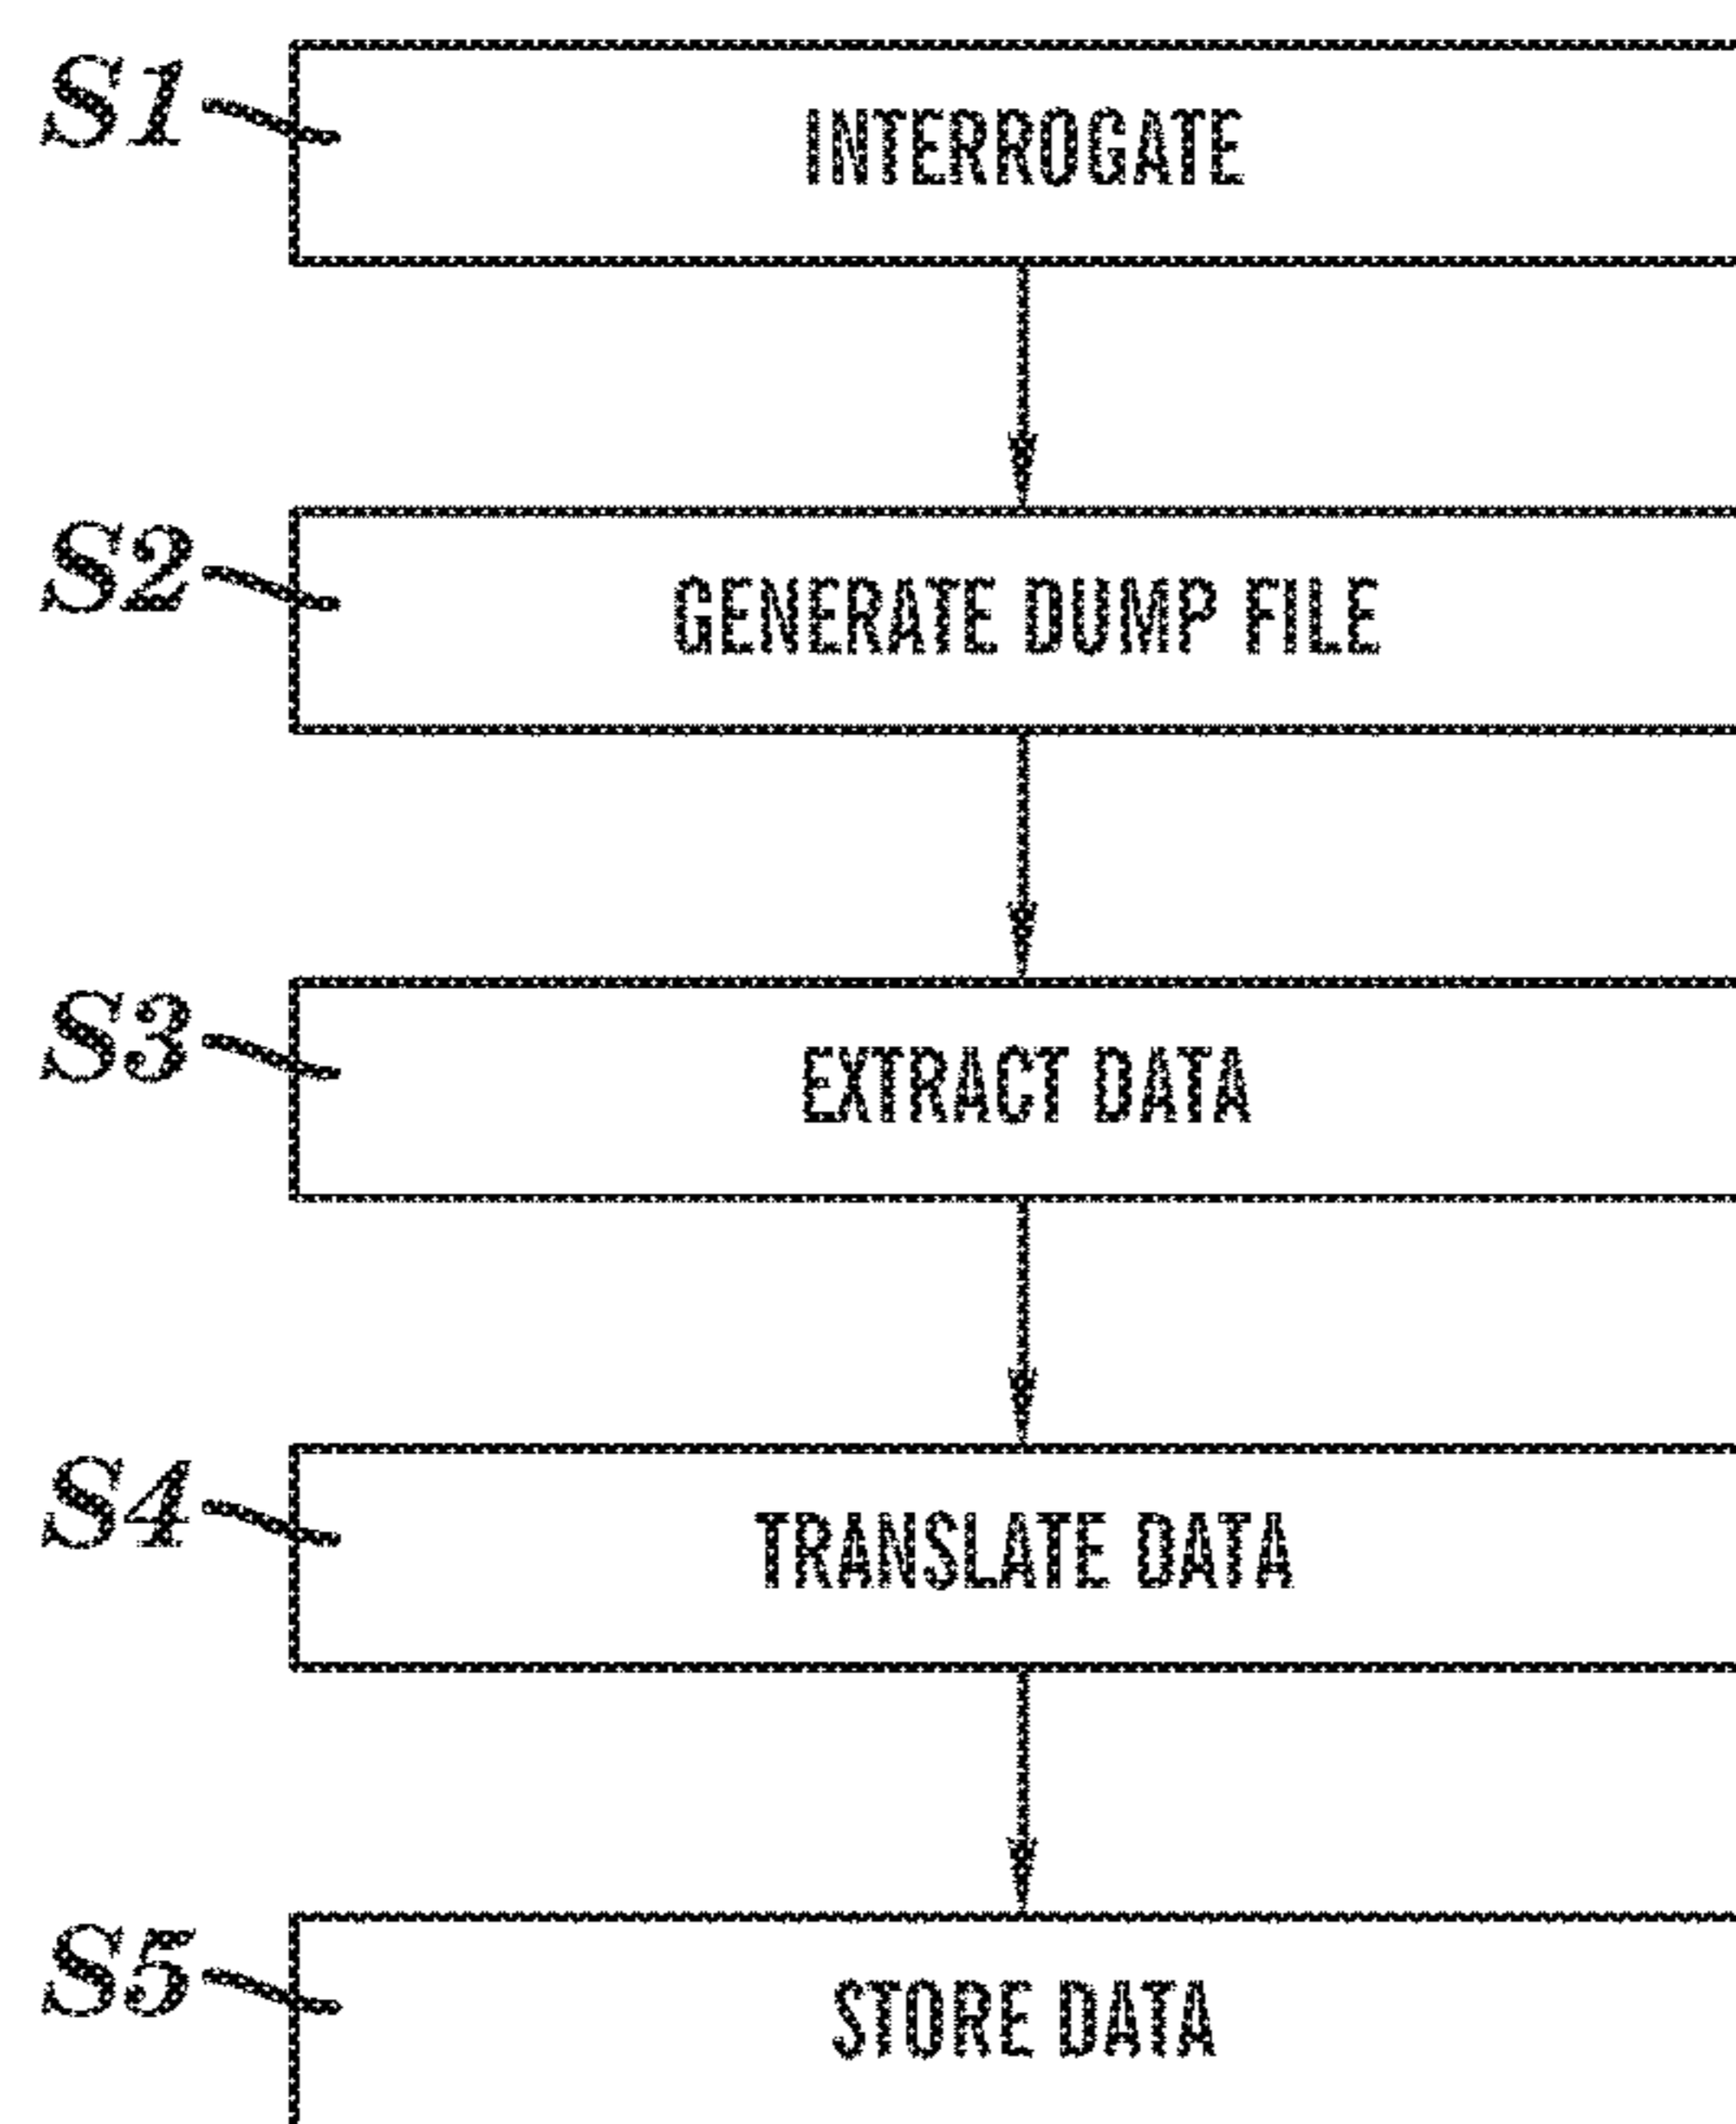 S1 INTERROGATE
S2 GENERATE DUMP FILE
S3 EXTRACT DATA
S4 TRANSLATE DATA
S5 STORE DATA